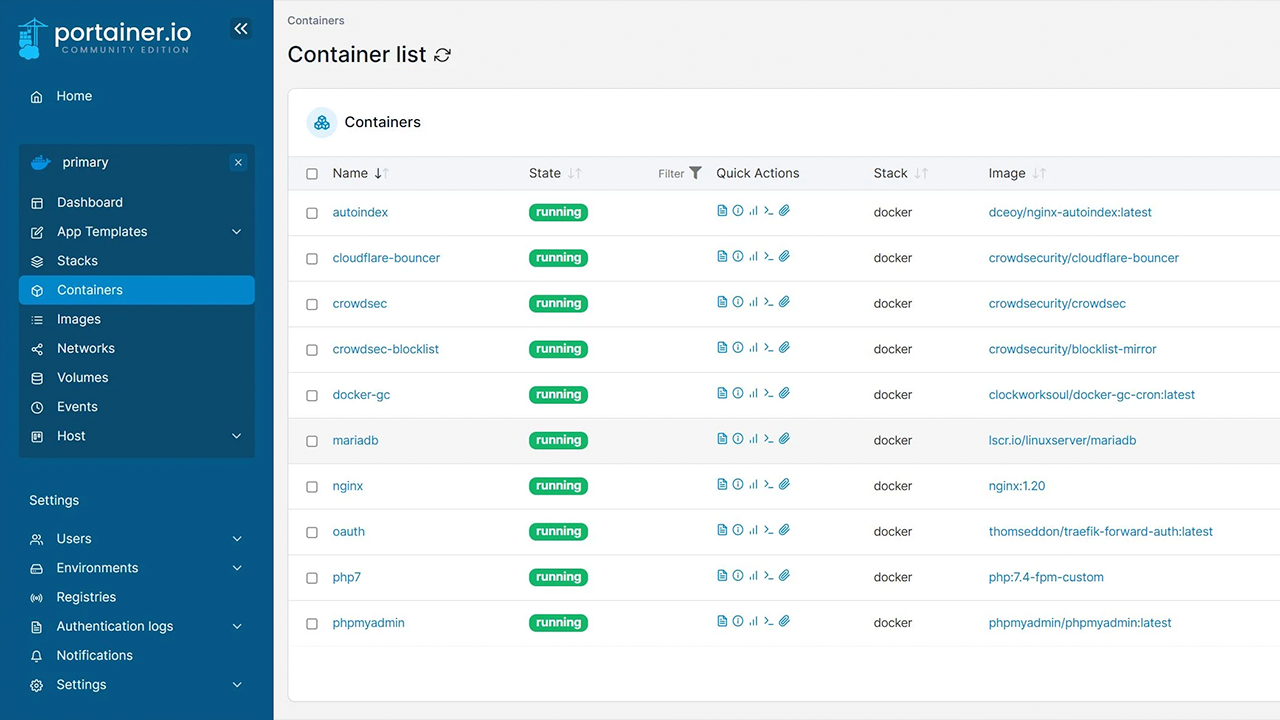 portainer.io
COMMUNITY EDITION
Home
primary
Dashboard
App Templates
Stacks
Containers
Images
Networks
Volumes
Events
Host
Settings
Users
Environments
Registries
Authentication logs
Notifications
Settings
Containers
Container list
Containers
Name State Filter Quick Actions Stack Image
autoindex running docker dceoy/nginx-autoindex:latest
cloudflare-bouncer running docker crowdsecurity/cloudflare-bouncer
crowdsec running docker crowdsecurity/crowdsec
crowdsec-blocklist running docker crowdsecurity/blocklist-mirror
docker-gc running docker clockworksoul/docker-gc-cron:latest
mariadb running docker lscr.io/linuxserver/mariadb
nginx running docker nginx:1.20
oauth running docker thomseddon/traefik-forward-auth:latest
php7 running docker php:7.4-fpm-custom
phpmyadmin running docker phpmyadmin/phpmyadmin:latest